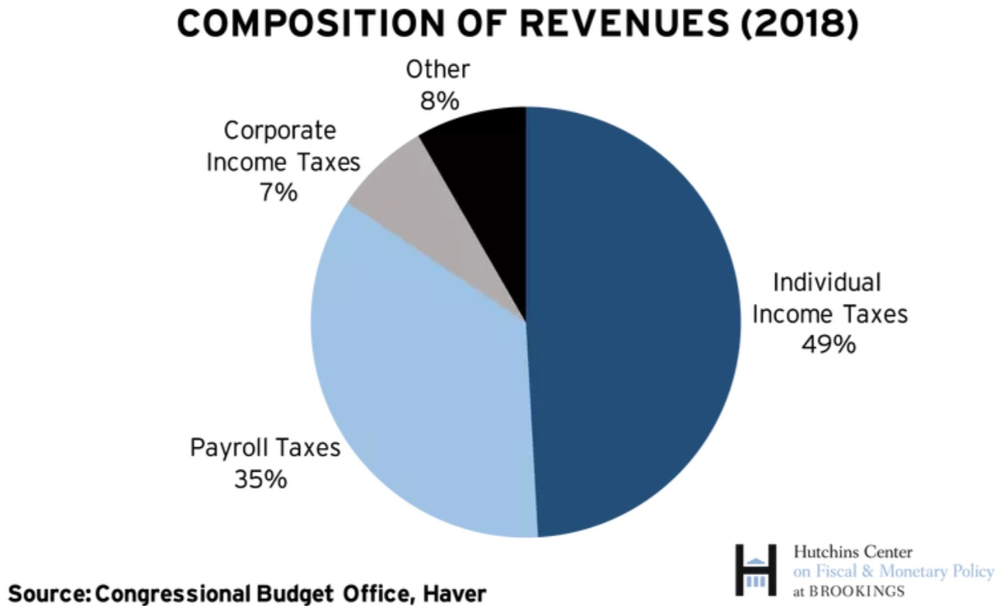 COMPOSITION OF REVENUES (2018)
Other
8%
Corporate
Income Taxes
7%
Individual
Income Taxes
49%
Payroll Taxes
35%
Hutchins Center
on Fiscal & Monetary Policy
at BROOKINGS
Source: Congressional Budget Office, Haver